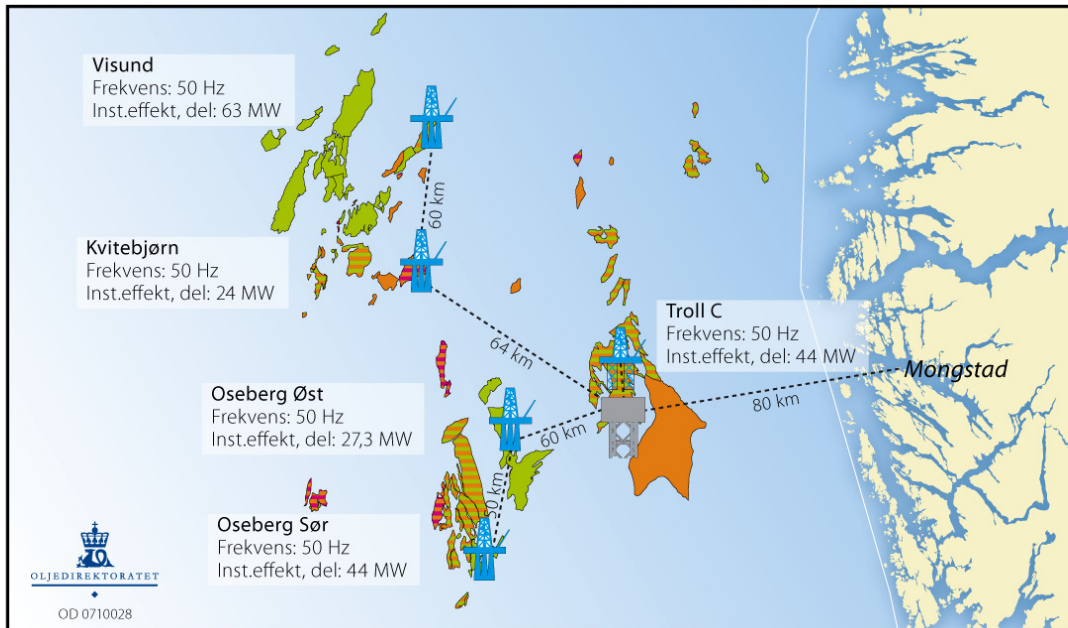 Visund
Frekvens: 50 Hz
Inst.effekt, del: 63 MW
60 km
Kvitebjørn
Frekvens: 50 Hz
Inst.effekt, del: 24 MW
64 km
Troll C
Frekvens: 50 Hz
Inst.effekt, del: 44 MW
Mongstad
80 km
Oseberg Øst
Frekvens: 50 Hz
Inst.effekt, del: 27,3 MW
60 km
50 km
Oseberg Sør
Frekvens: 50 Hz
Inst.effekt, del: 44 MW
OLJEDIREKTORATET
OD 0710028